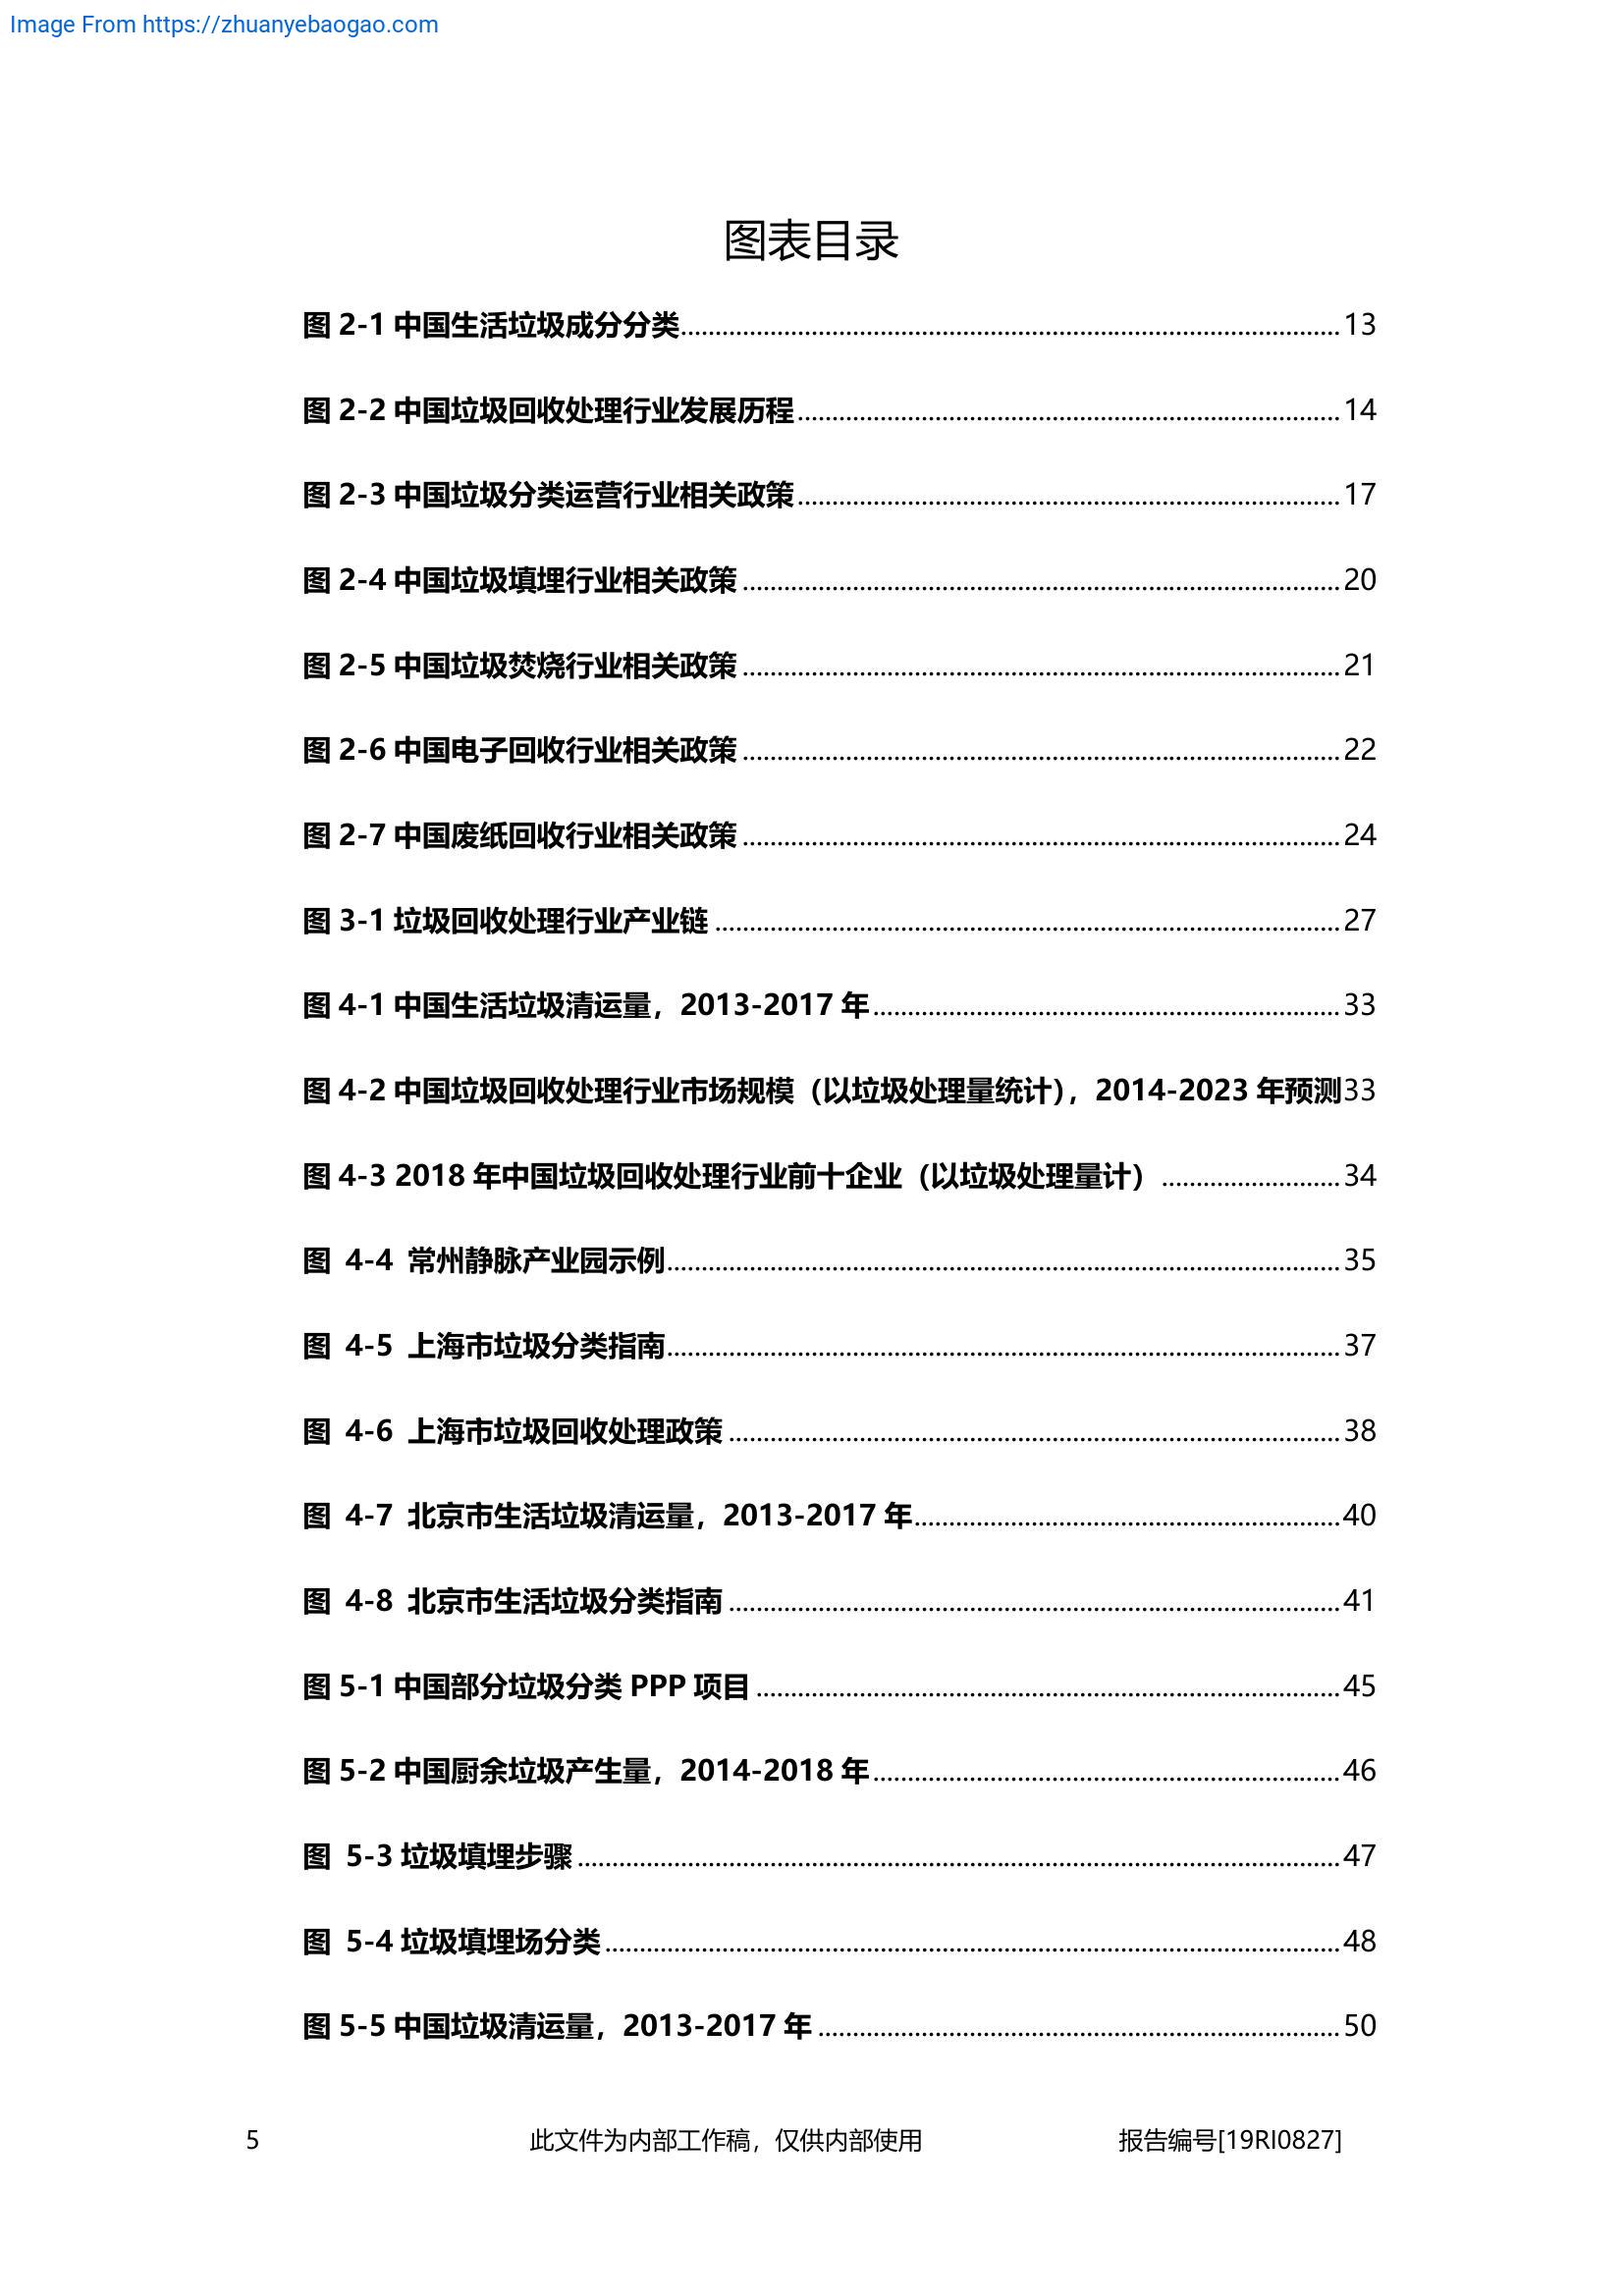 Image From https://zhuanyebaogao.com
图表目录
图 2-1 中国生活垃圾成分分类........................................ 13
图 2-2 中国垃圾回收处理行业发展历程........................................ 14
图 2-3 中国垃圾分类运营行业相关政策........................................ 17
图 2-4 中国垃圾填埋行业相关政策........................................ 20
图 2-5 中国垃圾焚烧行业相关政策........................................ 21
图 2-6 中国电子回收行业相关政策........................................ 22
图 2-7 中国废纸回收行业相关政策........................................ 24
图 3-1 垃圾回收处理行业产业链........................................ 27
图 4-1 中国生活垃圾清运量，2013-2017 年........................................ 33
图 4-2 中国垃圾回收处理行业市场规模（以垃圾处理量统计），2014-2023 年预测33
图 4-3 2018 年中国垃圾回收处理行业前十企业（以垃圾处理量计）.......................... 34
图 4-4 常州静脉产业园示例........................................ 35
图 4-5 上海市垃圾分类指南........................................ 37
图 4-6 上海市垃圾回收处理政策........................................ 38
图 4-7 北京市生活垃圾清运量，2013-2017 年........................................ 40
图 4-8 北京市生活垃圾分类指南........................................ 41
图 5-1 中国部分垃圾分类 PPP 项目........................................ 45
图 5-2 中国厨余垃圾产生量，2014-2018 年........................................ 46
图 5-3 垃圾填埋步骤........................................ 47
图 5-4 垃圾填埋场分类........................................ 48
图 5-5 中国垃圾清运量，2013-2017 年........................................ 50
5 此文件为内部工作稿，仅供内部使用 报告编号[19RI0827]